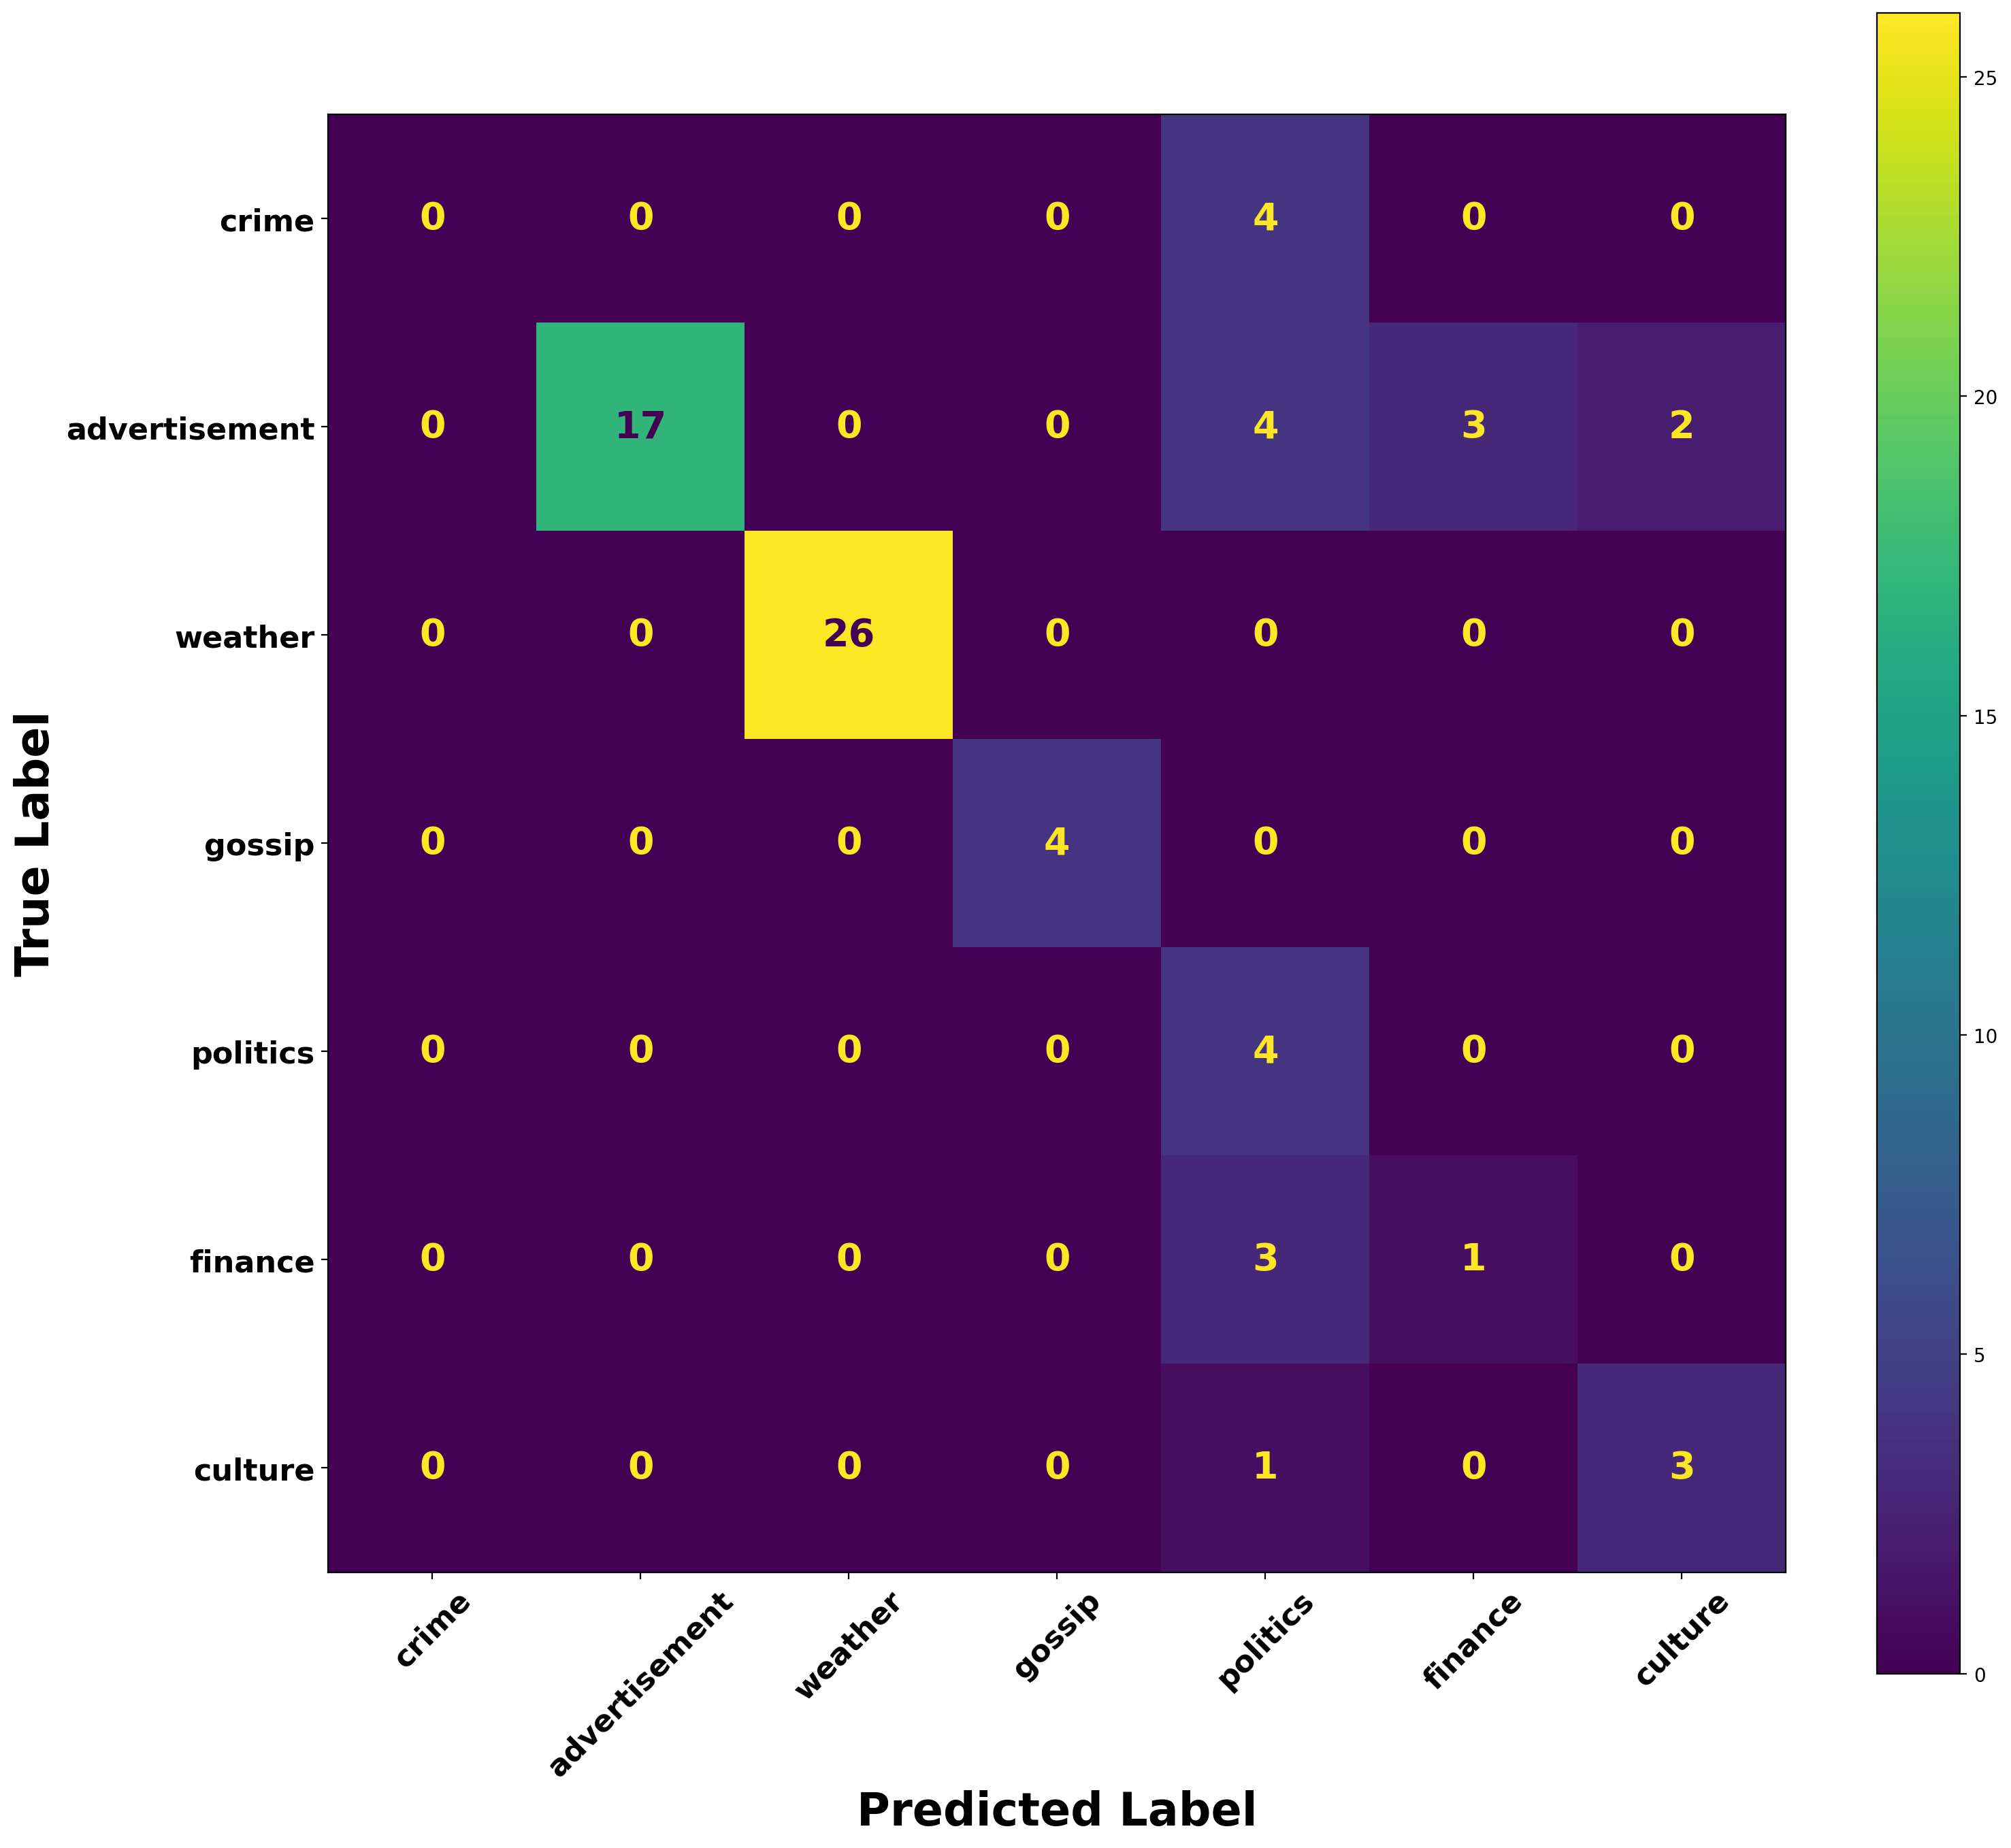 25
crime 0 0 0 0 4 0 0
20
advertisement 0 17 0 0 4 3 2
weather 0 0 26 0 0 0 0
15
True Label
gossip 0 0 0 4 0 0 0
10
politics 0 0 0 0 4 0 0
finance 0 0 0 0 3 1 0
5
culture 0 0 0 0 1 0 3
0
crime advertisement weather gossip politics finance culture
Predicted Label